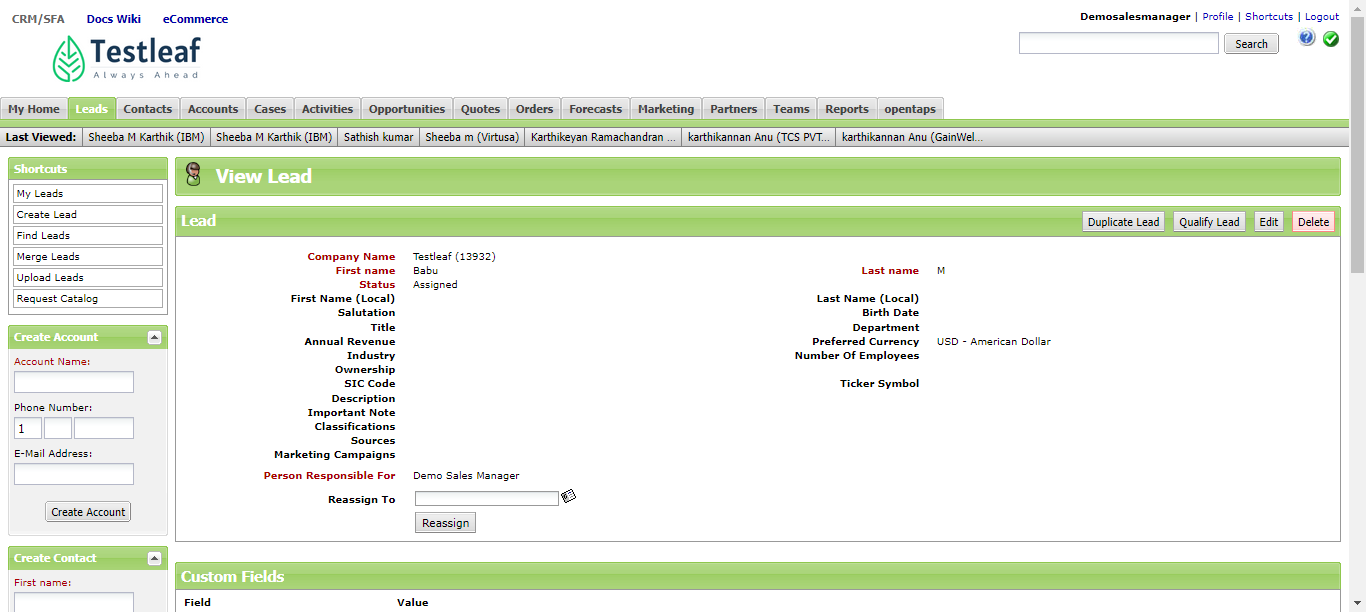 CRM/SFA Docs Wiki eCommerce
Demosalesmanager | Profile | Shortcuts | Logout
Testleaf
Always Ahead
Search
My Home Leads Contacts Accounts Cases Activities Opportunities Quotes Orders Forecasts Marketing Partners Teams Reports opentaps
Last Viewed: Sheeba M Karthik (IBM) Sheeba M Karthik (IBM) Sathish kumar Sheeba m (Virtusa) Karthikeyan Ramachandran ... karthikannan Anu (TCS PVT... karthikannan Anu (GainWel...
Shortcuts
My Leads
Create Lead
Find Leads
Merge Leads
Upload Leads
Request Catalog
Create Account
Account Name:
Phone Number:
1
E-Mail Address:
Create Account
Create Contact
First name:
View Lead
Lead
Duplicate Lead Qualify Lead Edit Delete
Company Name Testleaf (13932)
First name Babu Last name M
Status Assigned
First Name (Local) Last Name (Local)
Salutation Birth Date
Title Department
Annual Revenue Preferred Currency USD - American Dollar
Industry Number Of Employees
Ownership
SIC Code Ticker Symbol
Description
Important Note
Classifications
Sources
Marketing Campaigns
Person Responsible For Demo Sales Manager
Reassign To
Reassign
Custom Fields
Field Value